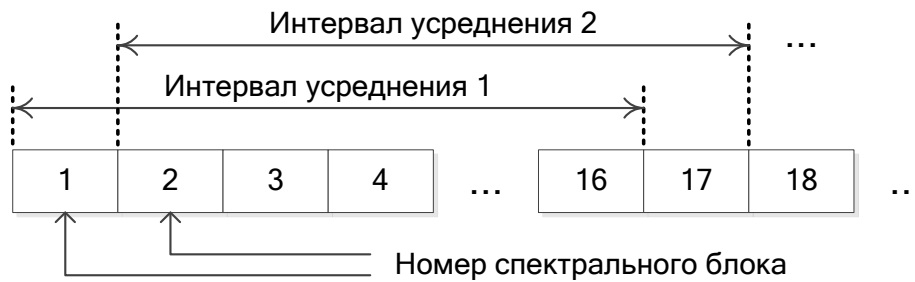 Интервал усреднения 2
...
Интервал усреднения 1
1 2 3 4 ... 16 17 18 ..
Номер спектрального блока